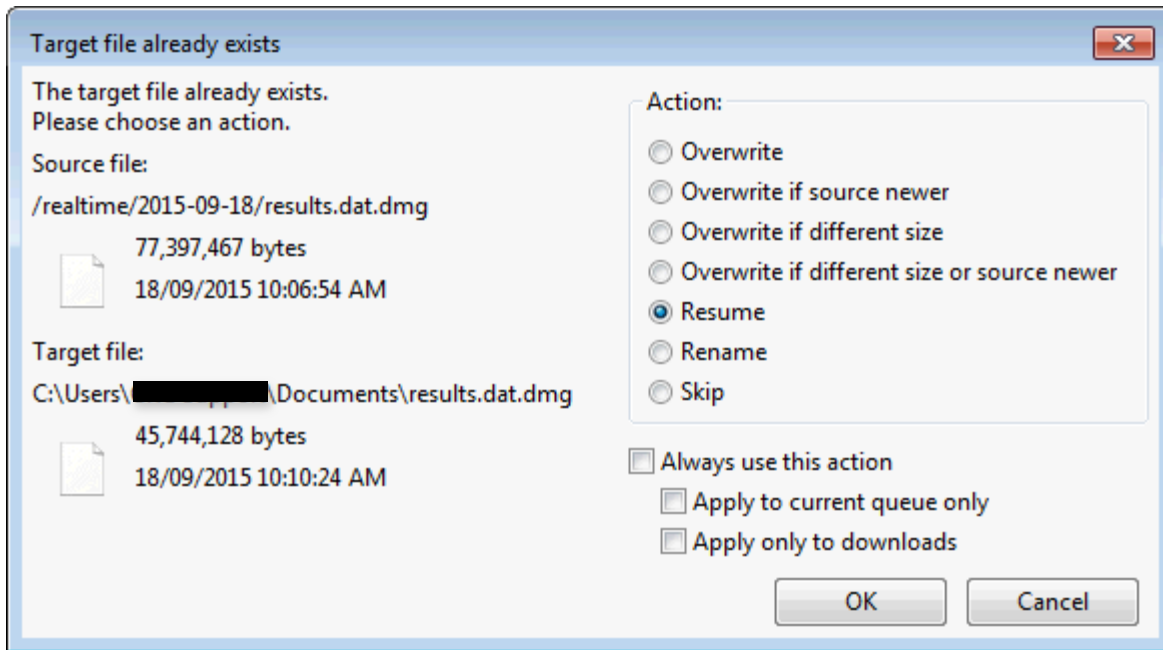 Target file already exists
The target file already exists.
Please choose an action.
Source file:
/realtime/2015-09-18/results.dat.dmg
77,397,467 bytes
18/09/2015 10:06:54 AM
Target file:
C:\Users\ \Documents\results.dat.dmg
45,744,128 bytes
18/09/2015 10:10:24 AM
Action:
Overwrite
Overwrite if source newer
Overwrite if different size
Overwrite if different size or source newer
Resume
Rename
Skip
Always use this action
Apply to current queue only
Apply only to downloads
OK
Cancel